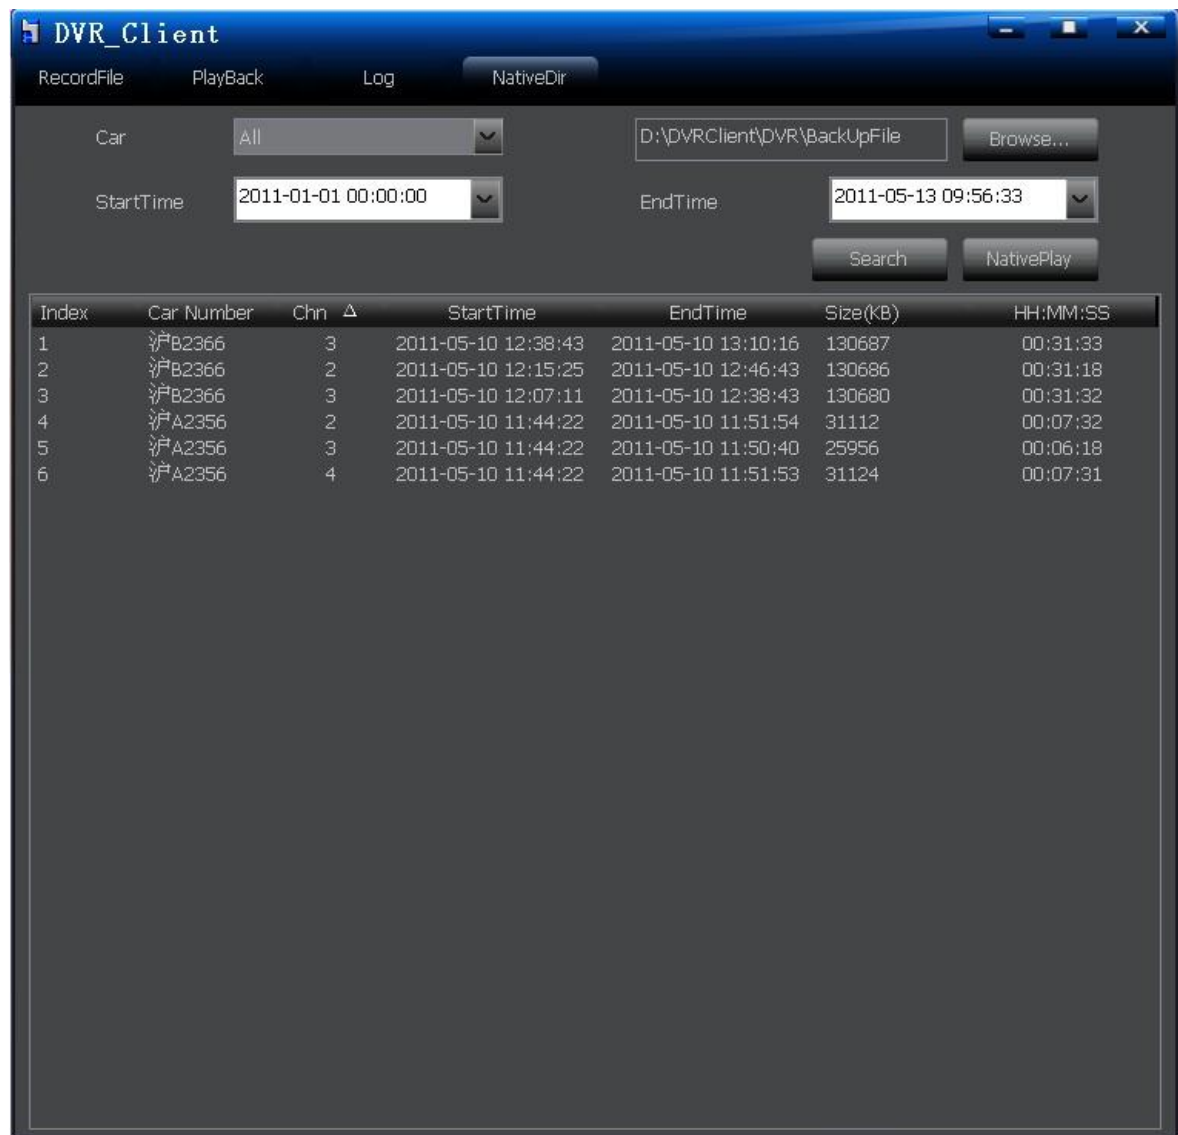 DVR_Client
RecordFile PlayBack Log NativeDir
Car All D:\DVRClient\DVR\BackUpFile Browse...
StartTime 2011-01-01 00:00:00 EndTime 2011-05-13 09:56:33
Search NativePlay
Index Car Number Chn Δ StartTime EndTime Size(KB) HH:MM:SS
1 沪B2366 3 2011-05-10 12:38:43 2011-05-10 13:10:16 130687 00:31:33
2 沪B2366 2 2011-05-10 12:15:25 2011-05-10 12:46:43 130686 00:31:18
3 沪B2366 3 2011-05-10 12:07:11 2011-05-10 12:38:43 130680 00:31:32
4 沪A2356 2 2011-05-10 11:44:22 2011-05-10 11:51:54 31112 00:07:32
5 沪A2356 3 2011-05-10 11:44:22 2011-05-10 11:50:40 25956 00:06:18
6 沪A2356 4 2011-05-10 11:44:22 2011-05-10 11:51:53 31124 00:07:31